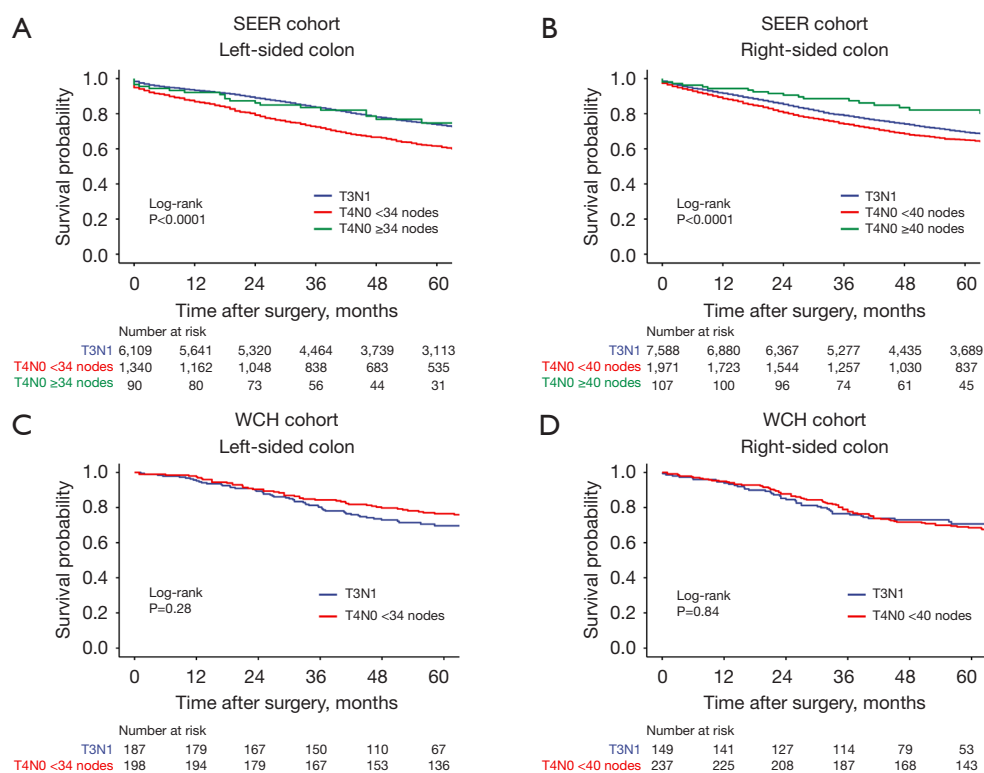 A
SEER cohort
Left-sided colon
Survival probability
1.0
0.8
0.6
0.4
0.2
0.0
Log-rank
P<0.0001
T3N1
T4N0 <34 nodes
T4N0 ≥34 nodes
0 12 24 36 48 60
Time after surgery, months
Number at risk
T3N1 6,109 5,641 5,320 4,464 3,739 3,113
T4N0 <34 nodes 1,340 1,162 1,048 838 683 535
T4N0 ≥34 nodes 90 80 73 56 44 31
B
SEER cohort
Right-sided colon
Survival probability
1.0
0.8
0.6
0.4
0.2
0.0
Log-rank
P<0.0001
T3N1
T4N0 <40 nodes
T4N0 ≥40 nodes
0 12 24 36 48 60
Time after surgery, months
Number at risk
T3N1 7,588 6,880 6,367 5,277 4,435 3,689
T4N0 <40 nodes 1,971 1,723 1,544 1,257 1,030 837
T4N0 ≥40 nodes 107 100 96 74 61 45
C
WCH cohort
Left-sided colon
Survival probability
1.0
0.8
0.6
0.4
0.2
0.0
Log-rank
P=0.28
T3N1
T4N0 <34 nodes
0 12 24 36 48 60
Time after surgery, months
Number at risk
T3N1 187 179 167 150 110 67
T4N0 <34 nodes 198 194 179 167 153 136
D
WCH cohort
Right-sided colon
Survival probability
1.0
0.8
0.6
0.4
0.2
0.0
Log-rank
P=0.84
T3N1
T4N0 <40 nodes
0 12 24 36 48 60
Time after surgery, months
Number at risk
T3N1 149 141 127 114 79 53
T4N0 <40 nodes 237 225 208 187 168 143